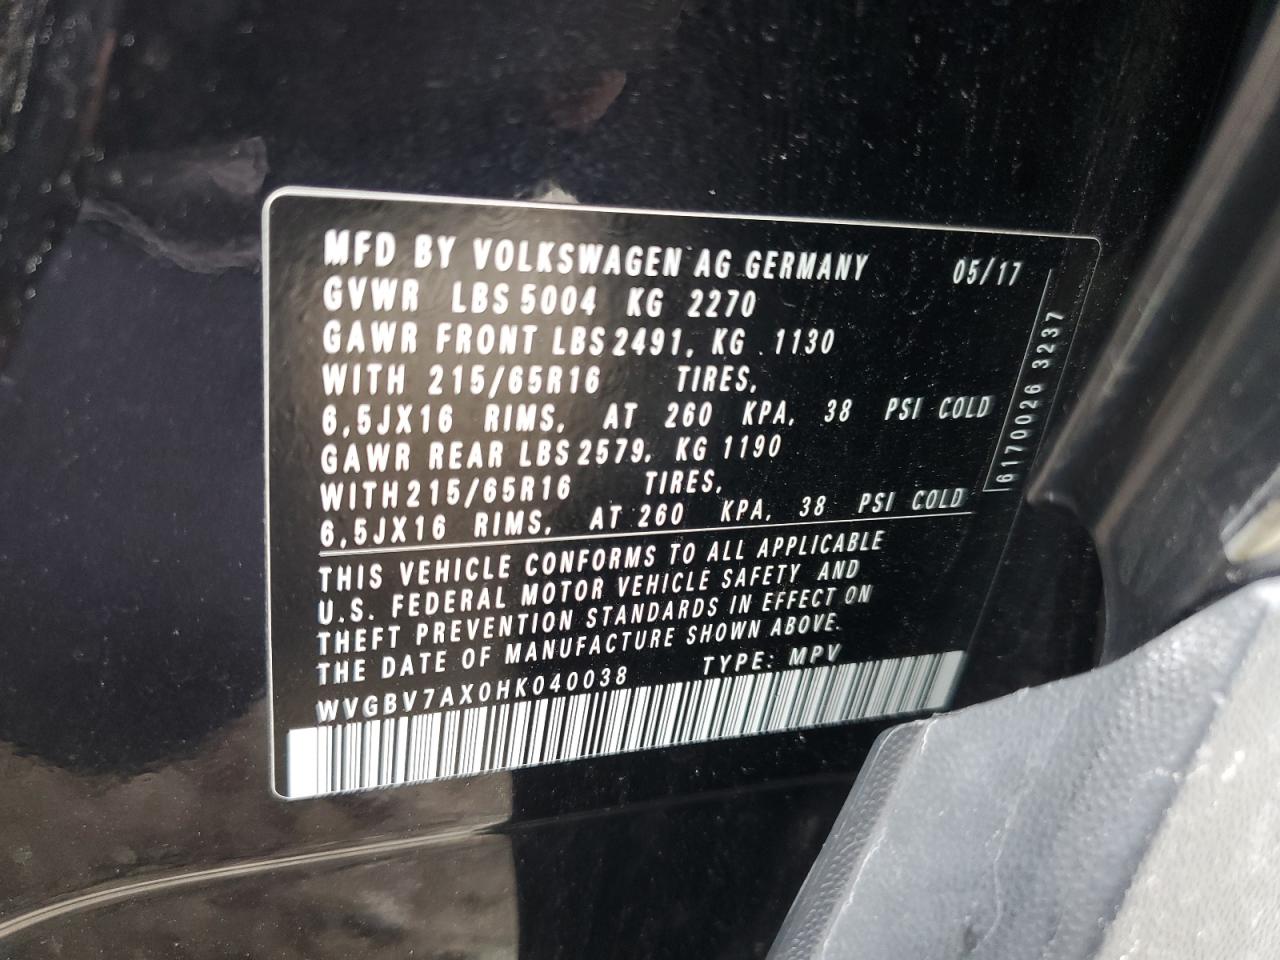 MFD BY VOLKSWAGEN AG GERMANY 05/17
GVWR LBS 5004 KG 2270
GAWR FRONT LBS 2491, KG 1130
WITH 215/65R16 TIRES,
6,5JX16 RIMS, AT 260 KPA, 38 PSI COLD
GAWR REAR LBS 2579, KG 1190
WITH 215/65R16 TIRES,
6,5JX16 RIMS, AT 260 KPA, 38 PSI COLD
THIS VEHICLE CONFORMS TO ALL APPLICABLE
U.S. FEDERAL MOTOR VEHICLE SAFETY AND
THEFT PREVENTION STANDARDS IN EFFECT ON
THE DATE OF MANUFACTURE SHOWN ABOVE.
WVGBV7AX0HK040038 TYPE: MPV
6170026 3237